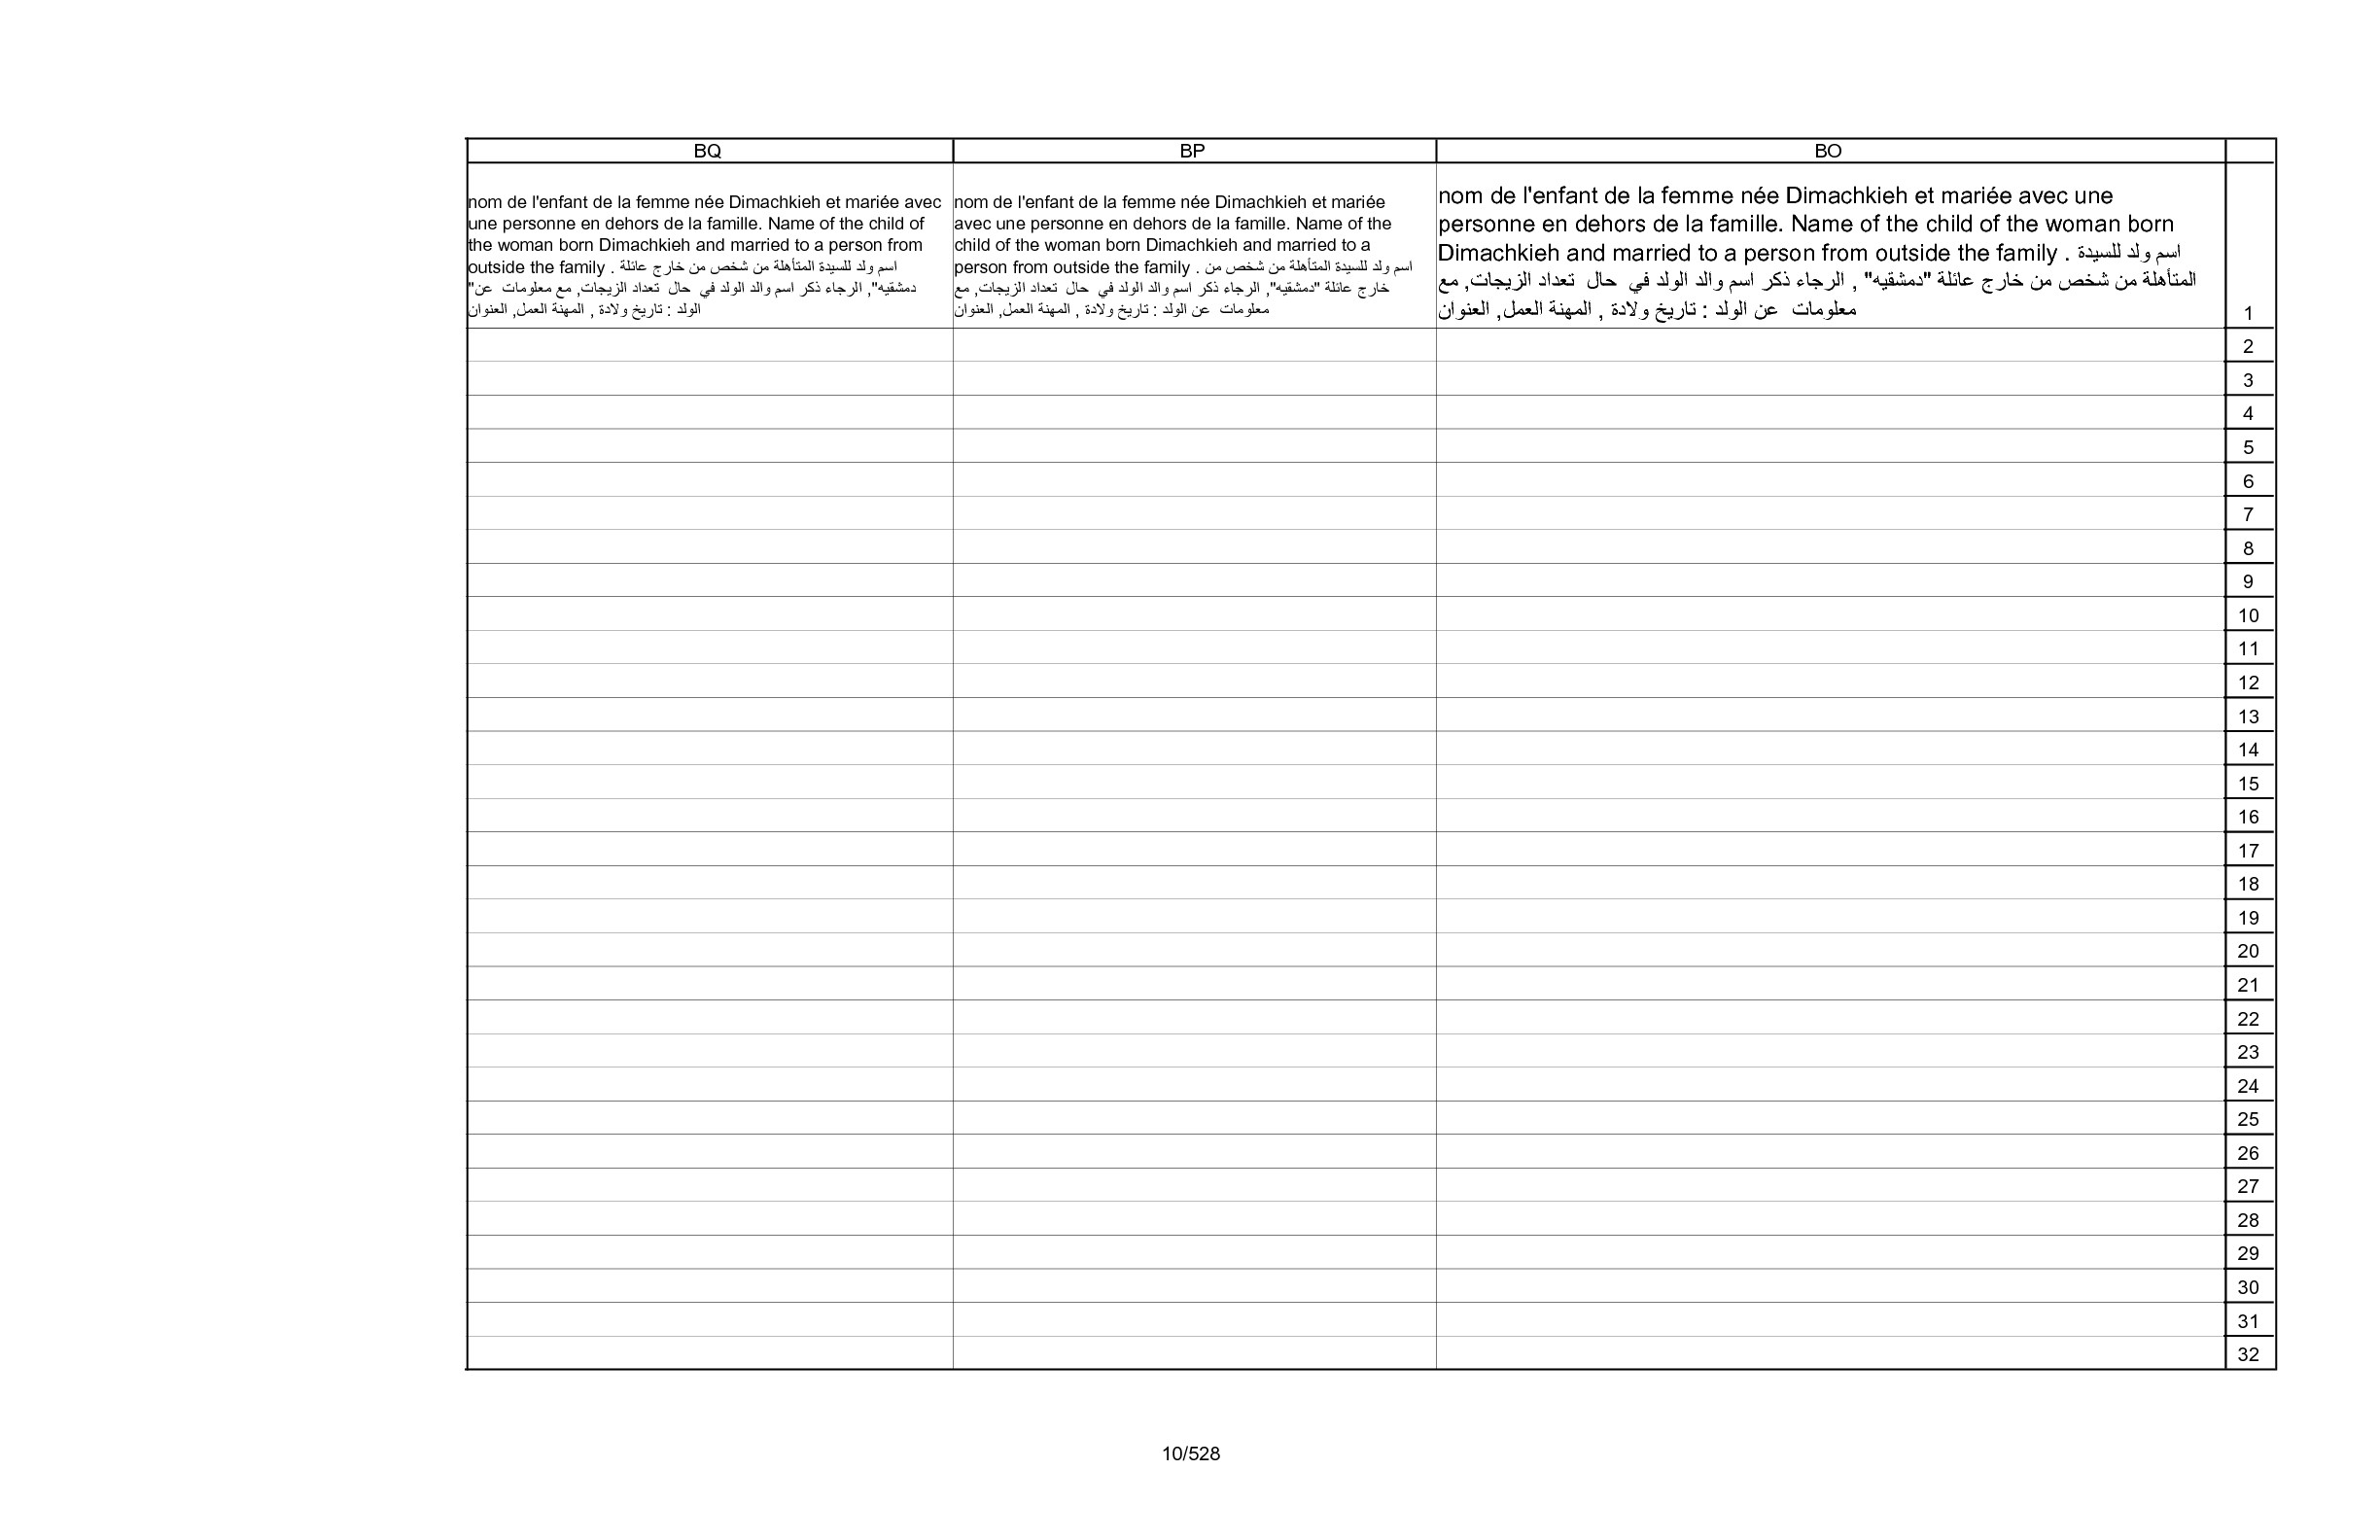 BQ
BP
BO
nom de l'enfant de la femme née Dimachkieh et mariée avec
une personne en dehors de la famille. Name of the child of
the woman born Dimachkieh and married to a person from
outside the family . اسم ولد للسيدة المتأهلة من شخص من خارج عائلة
"دمشقيه", الرجاء ذكر اسم والد الولد في حال تعداد الزيجات, مع معلومات عن
الولد : تاريخ ولادة , المهنة العمل, العنوان
nom de l'enfant de la femme née Dimachkieh et mariée
avec une personne en dehors de la famille. Name of the
child of the woman born Dimachkieh and married to a
person from outside the family . اسم ولد للسيدة المتأهلة من شخص من
خارج عائلة "دمشقيه", الرجاء ذكر اسم والد الولد في حال تعداد الزيجات, مع
معلومات عن الولد : تاريخ ولادة , المهنة العمل, العنوان
nom de l'enfant de la femme née Dimachkieh et mariée avec une
personne en dehors de la famille. Name of the child of the woman born
Dimachkieh and married to a person from outside the family . اسم ولد للسيدة
المتأهلة من شخص من خارج عائلة "دمشقيه" , الرجاء ذكر اسم والد الولد في حال تعداد الزيجات, مع
معلومات عن الولد : تاريخ ولادة , المهنة العمل, العنوان
1
2
3
4
5
6
7
8
9
10
11
12
13
14
15
16
17
18
19
20
21
22
23
24
25
26
27
28
29
30
31
32
10/528